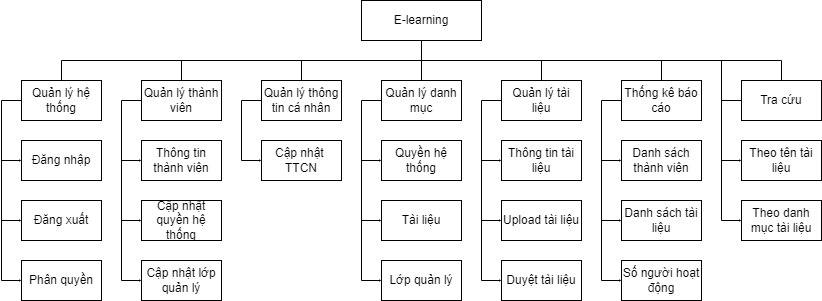 E-learning
Quản lý hệ
thống
Quản lý thành
viên
Quản lý thông
tin cá nhân
Quản lý danh
mục
Quản lý tài
liệu
Thống kê báo
cáo
Tra cứu
Đăng nhập
Thông tin
thành viên
Cập nhật
TTCN
Quyền hệ
thống
Thông tin tài
liệu
Danh sách
thành viên
Theo tên tài
liệu
Đăng xuất
Cập nhật
quyền hệ
thống
Tài liệu
Upload tài liệu
Danh sách tài
liệu
Theo danh
mục tài liệu
Phân quyền
Cập nhật lớp
quản lý
Lớp quản lý
Duyệt tài liệu
Số người hoạt
động